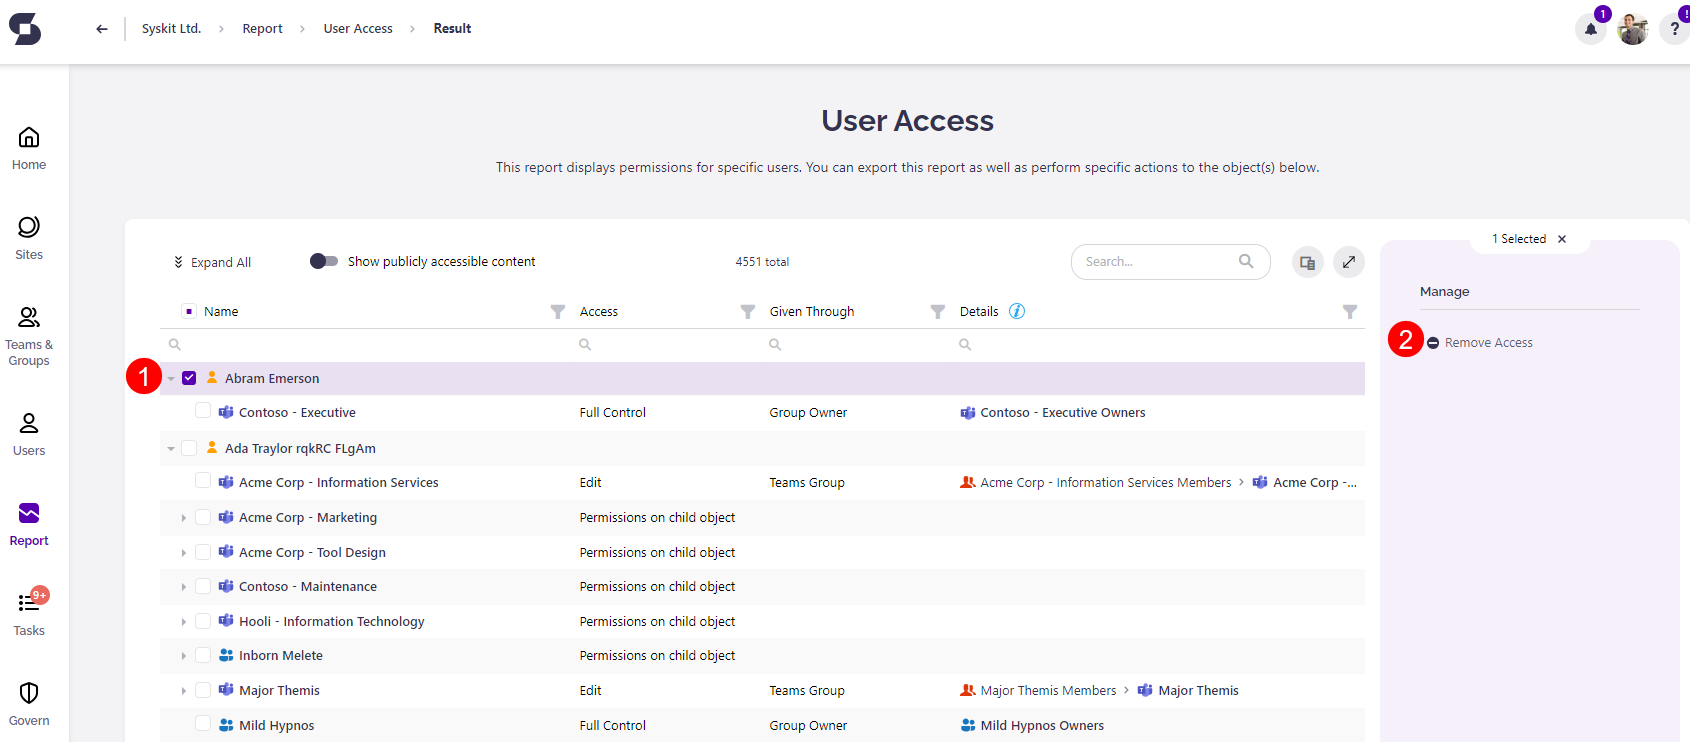 Syskit Ltd. > Report > User Access > Result
1
?
!
Home
Sites
Teams &
Groups
Users
Report
9+
Tasks
Govern
User Access
This report displays permissions for specific users. You can export this report as well as perform specific actions to the object(s) below.
Expand All Show publicly accessible content 4551 total Search...
Name Access Given Through Details i
1 Abram Emerson
Contoso - Executive Full Control Group Owner Contoso - Executive Owners
Ada Traylor rqkRC FLgAm
Acme Corp - Information Services Edit Teams Group Acme Corp - Information Services Members > Acme Corp -...
Acme Corp - Marketing Permissions on child object
Acme Corp - Tool Design Permissions on child object
Contoso - Maintenance Permissions on child object
Hooli - Information Technology Permissions on child object
Inborn Melete Permissions on child object
Major Themis Edit Teams Group Major Themis Members > Major Themis
Mild Hypnos Full Control Group Owner Mild Hypnos Owners
1 Selected ×
Manage
2 Remove Access